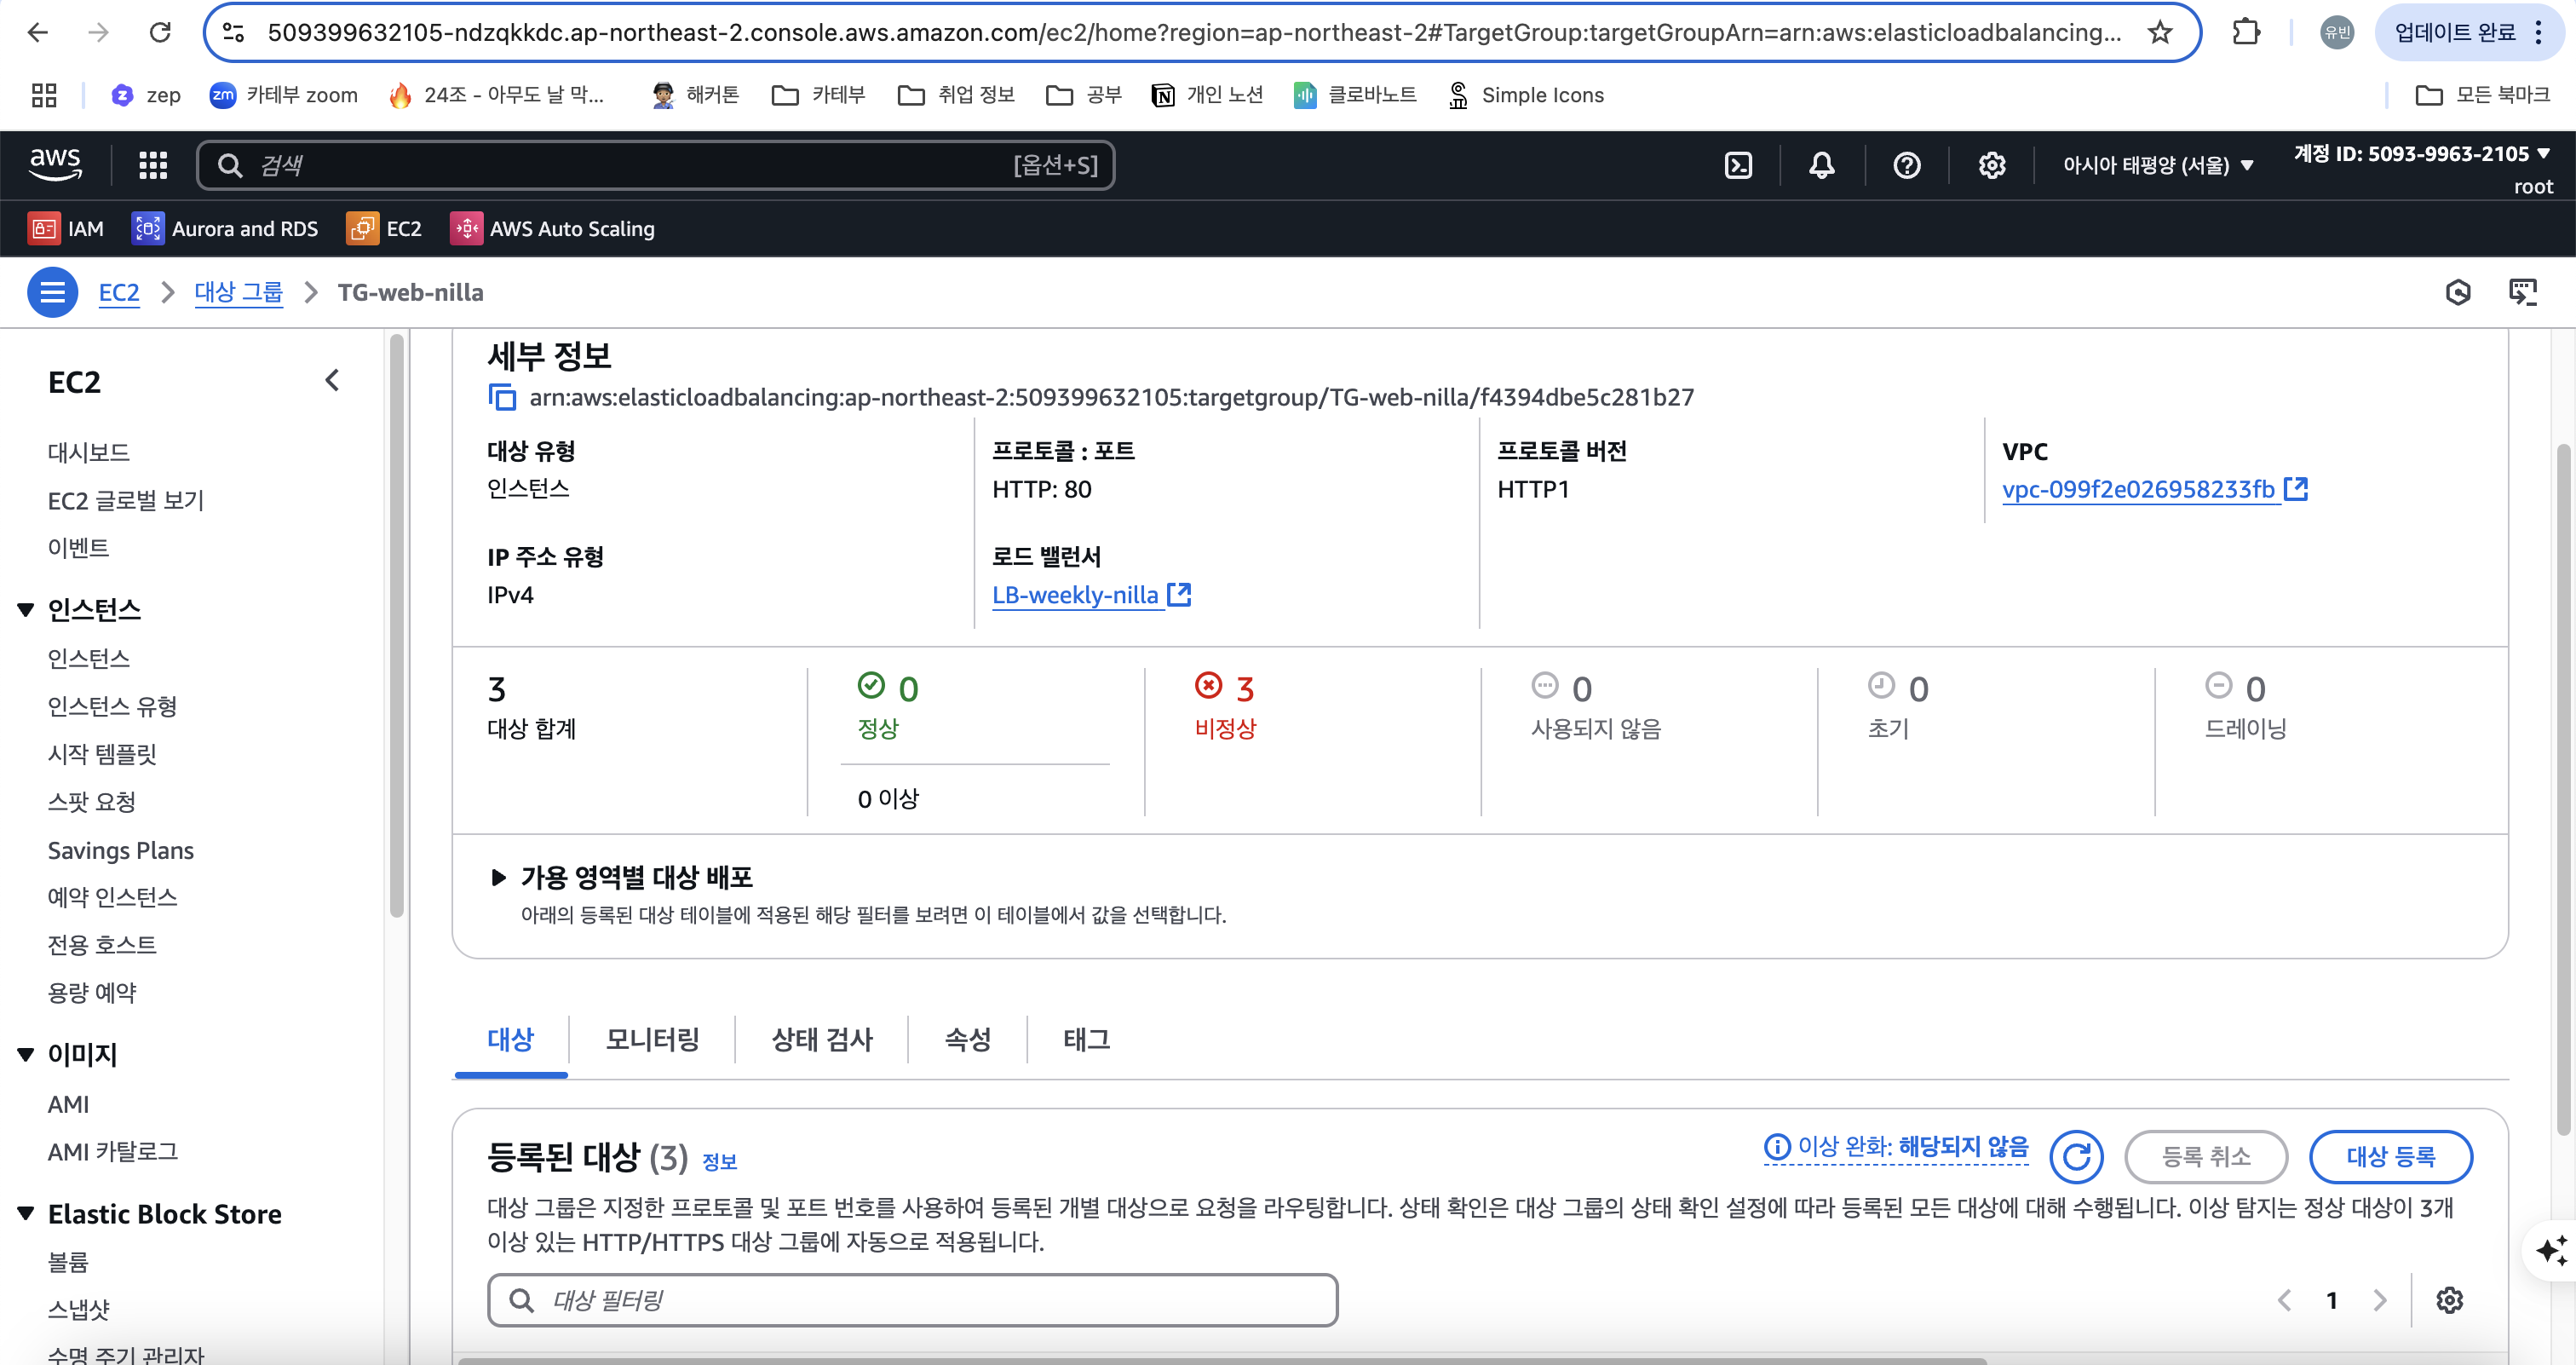 509399632105-ndzqkkdc.ap-northeast-2.console.aws.amazon.com/ec2/home?region=ap-northeast-2#TargetGroup:targetGroupArn=arn:aws:elasticloadbalancing...
유빈
업데이트 완료
zep
zm 카테부 zoom
24조 - 아무도 날 막...
해커톤
카테부
취업 정보
공부
개인 노션
클로바노트
Simple Icons
모든 북마크
aws
검색
[옵션+S]
아시아 태평양 (서울)
계정 ID: 5093-9963-2105
root
IAM
Aurora and RDS
EC2
AWS Auto Scaling
EC2
대상 그룹
TG-web-nilla
EC2
대시보드
EC2 글로벌 보기
이벤트
인스턴스
인스턴스
인스턴스 유형
시작 템플릿
스팟 요청
Savings Plans
예약 인스턴스
전용 호스트
용량 예약
이미지
AMI
AMI 카탈로그
Elastic Block Store
볼륨
스냅샷
수명 주기 관리자
세부 정보
arn:aws:elasticloadbalancing:ap-northeast-2:509399632105:targetgroup/TG-web-nilla/f4394dbe5c281b27
대상 유형
인스턴스
프로토콜 : 포트
HTTP: 80
프로토콜 버전
HTTP1
VPC
vpc-099f2e026958233fb
IP 주소 유형
IPv4
로드 밸런서
LB-weekly-nilla
3
대상 합계
0
정상
0 이상
3
비정상
0
사용되지 않음
0
초기
0
드레이닝
가용 영역별 대상 배포
아래의 등록된 대상 테이블에 적용된 해당 필터를 보려면 이 테이블에서 값을 선택합니다.
대상
모니터링
상태 검사
속성
태그
등록된 대상 (3) 정보
이상 완화: 해당되지 않음
등록 취소
대상 등록
대상 그룹은 지정한 프로토콜 및 포트 번호를 사용하여 등록된 개별 대상으로 요청을 라우팅합니다. 상태 확인은 대상 그룹의 상태 확인 설정에 따라 등록된 모든 대상에 대해 수행됩니다. 이상 탐지는 정상 대상이 3개
이상 있는 HTTP/HTTPS 대상 그룹에 자동으로 적용됩니다.
대상 필터링
1